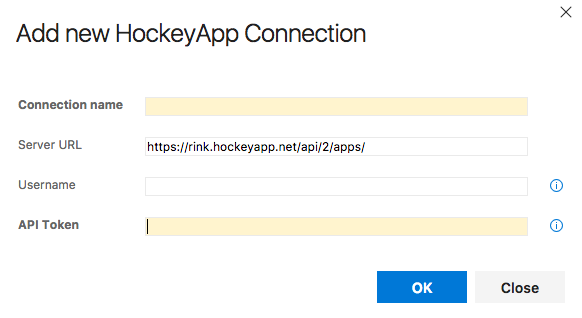 Add new HockeyApp Connection
Connection name
Server URL
https://rink.hockeyapp.net/api/2/apps/
Username
API Token
OK
Close